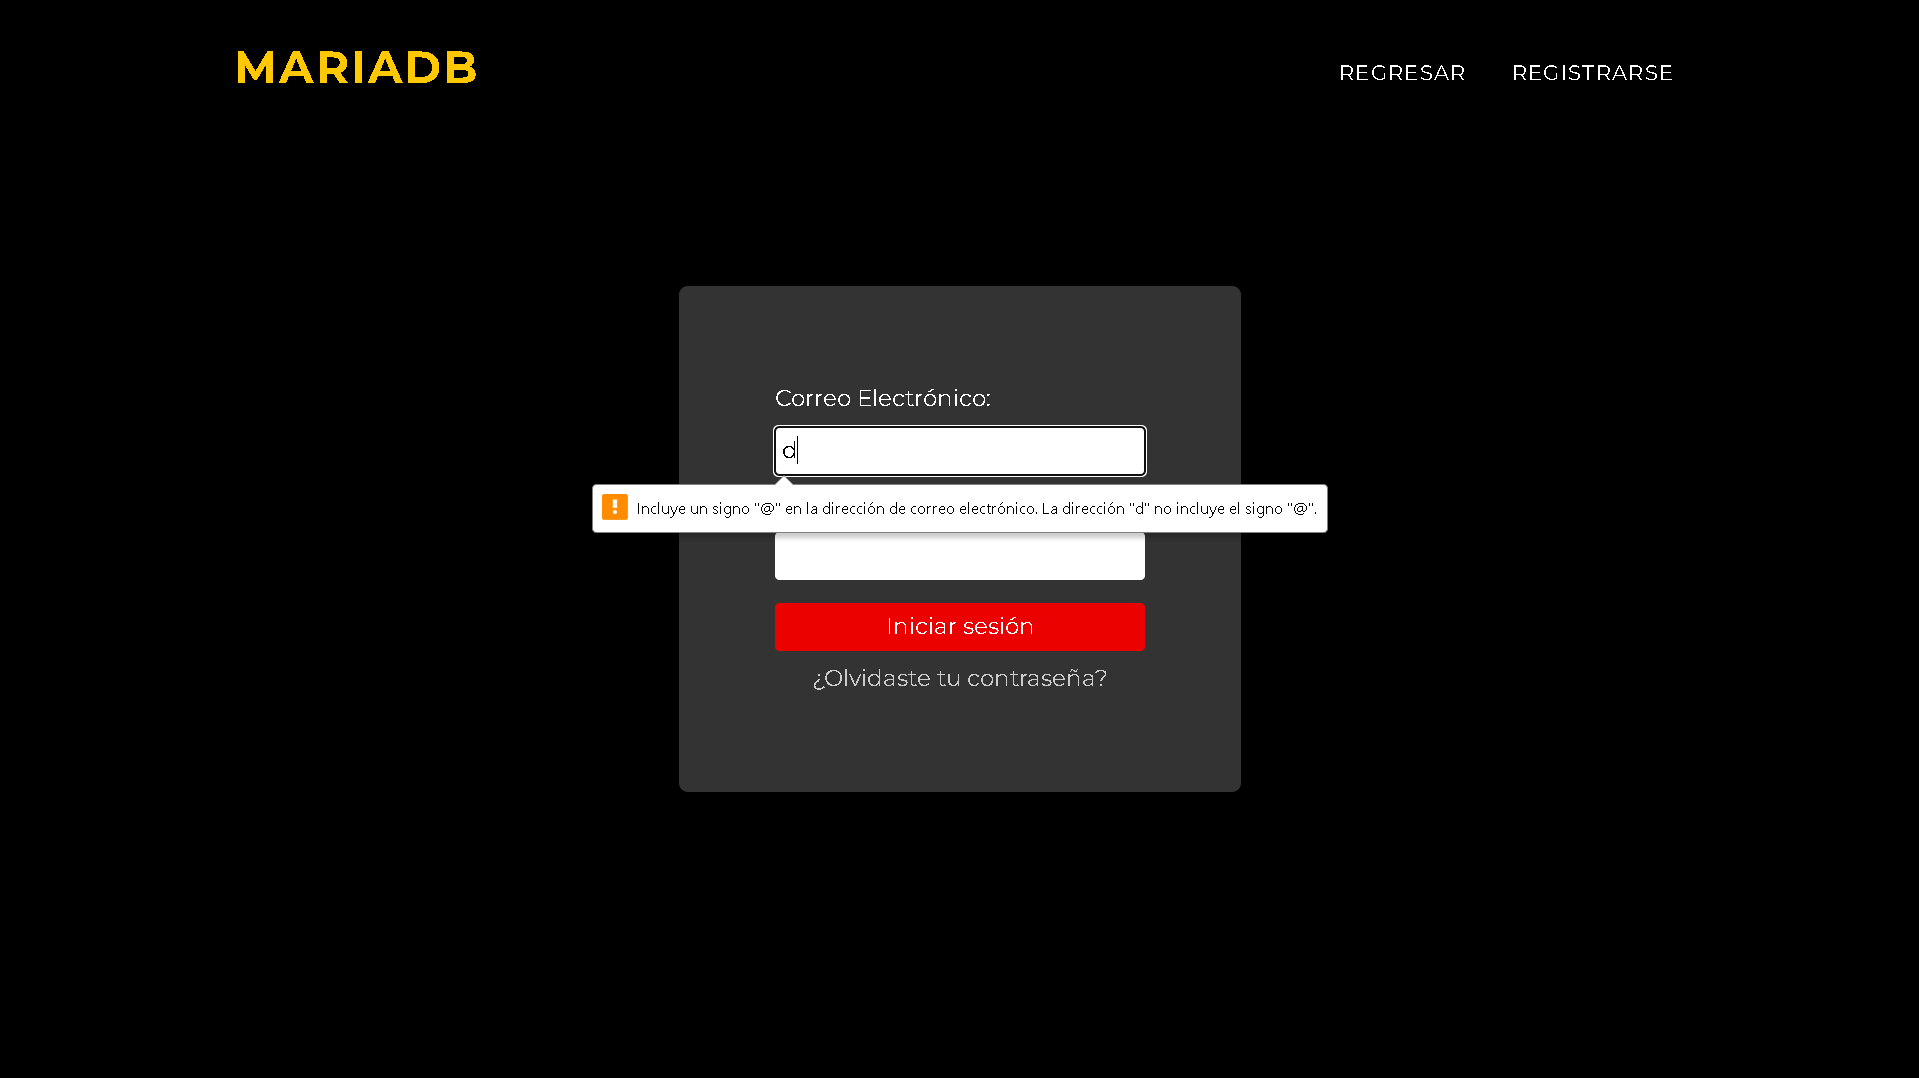 MARIADB
REGRESAR
REGISTRARSE
Correo Electrónico:
d
Incluye un signo "@" en la dirección de correo electrónico. La dirección "d" no incluye el signo "@".
Iniciar sesión
¿Olvidaste tu contraseña?